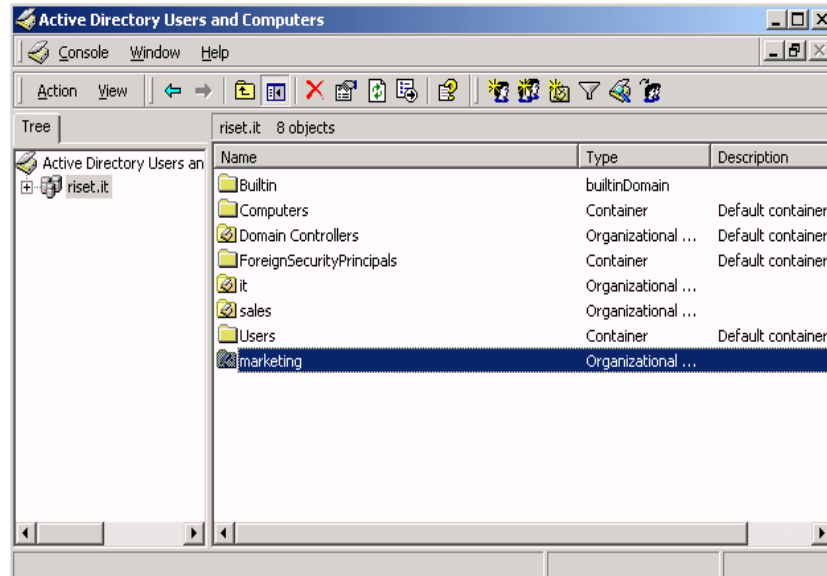 Active Directory Users and Computers
Console Window Help
Action View
Tree
riset.it 8 objects
Active Directory Users an
riset.it
Name Type Description
Builtin builtinDomain
Computers Container Default container
Domain Controllers Organizational ... Default container
ForeignSecurityPrincipals Container Default container
it Organizational ...
sales Organizational ...
Users Container Default container
marketing Organizational ...